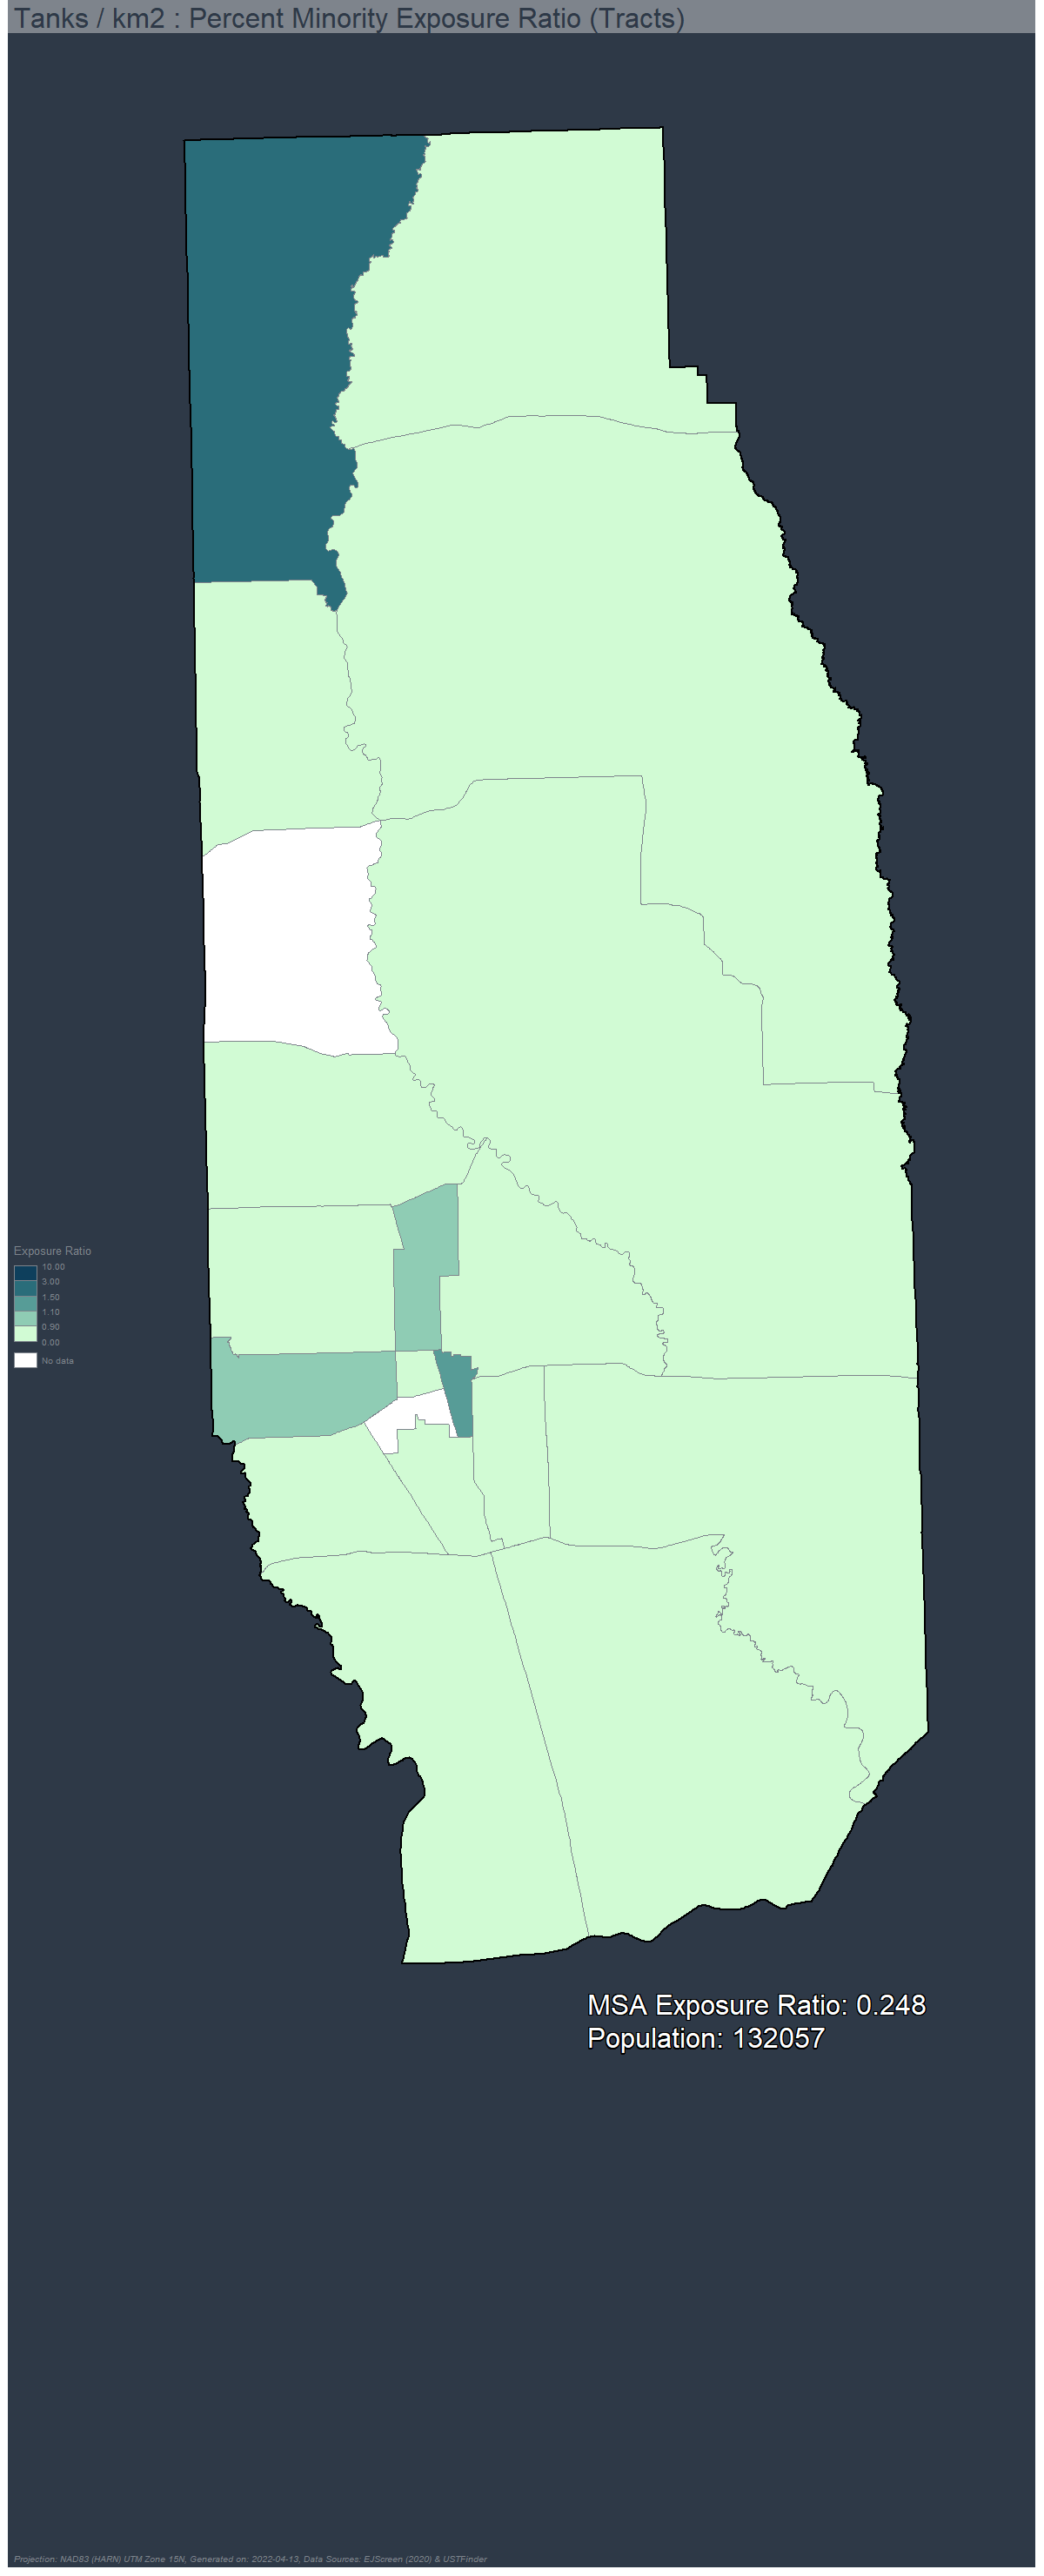 Tanks / km2 : Percent Minority Exposure Ratio (Tracts)
Exposure Ratio
10.00
3.00
1.50
1.10
0.90
0.00
No data
MSA Exposure Ratio: 0.248
Population: 132057
Projection: NAD83 (HARN) UTM Zone 15N, Generated on: 2022-04-13, Data Sources: EJScreen (2020) & USTFinder